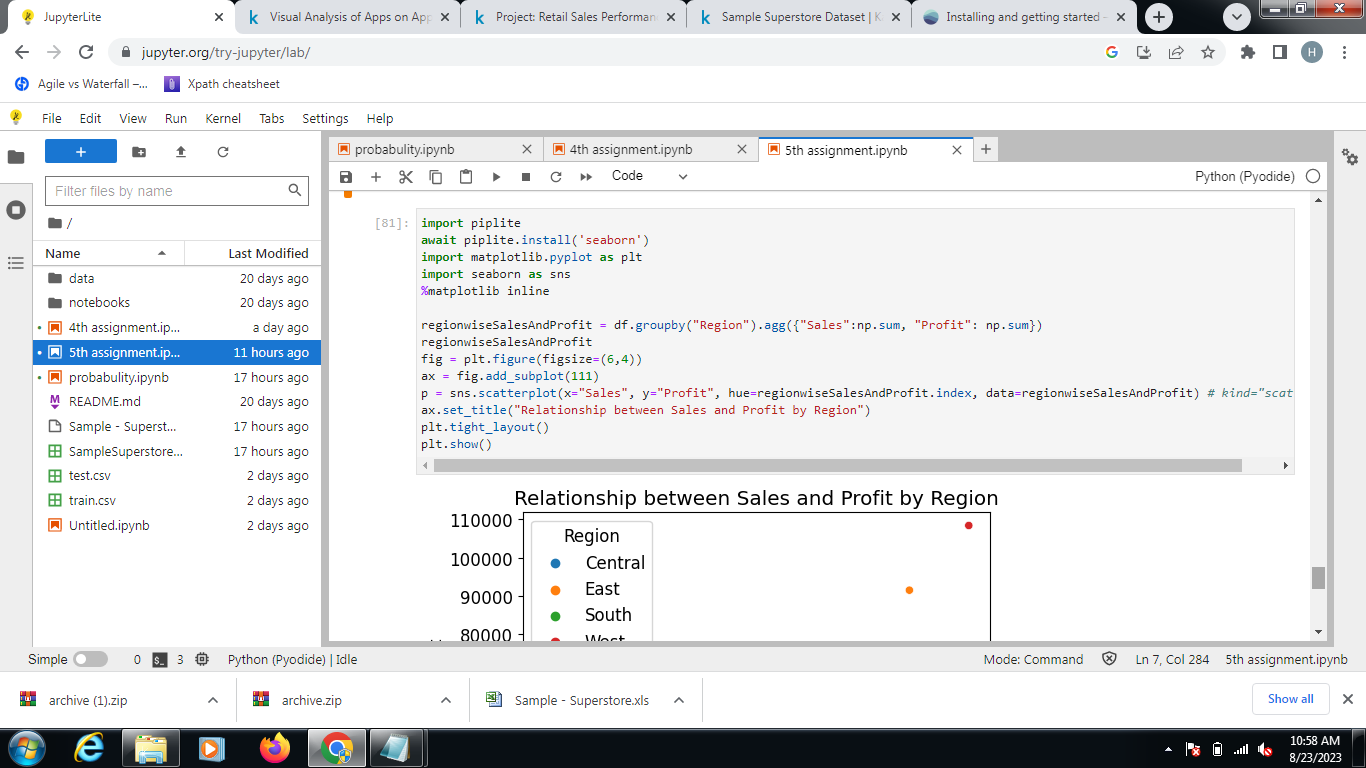 JupyterLite
Visual Analysis of Apps on App
Project: Retail Sales Performan
Sample Superstore Dataset | K
Installing and getting started -
jupyter.org/try-jupyter/lab/
H
Agile vs Waterfall –...
Xpath cheatsheet
File Edit View Run Kernel Tabs Settings Help
probabulity.ipynb
4th assignment.ipynb
5th assignment.ipynb
Filter files by name
Code
Python (Pyodide)
/
Name Last Modified
data 20 days ago
notebooks 20 days ago
4th assignment.ip... a day ago
5th assignment.ip... 11 hours ago
probabulity.ipynb 17 hours ago
README.md 20 days ago
Sample - Superst... 17 hours ago
SampleSuperstore... 17 hours ago
test.csv 2 days ago
train.csv 2 days ago
Untitled.ipynb 2 days ago
[81]:
import piplite
await piplite.install('seaborn')
import matplotlib.pyplot as plt
import seaborn as sns
%matplotlib inline
regionwiseSalesAndProfit = df.groupby("Region").agg({"Sales":np.sum, "Profit": np.sum})
regionwiseSalesAndProfit
fig = plt.figure(figsize=(6,4))
ax = fig.add_subplot(111)
p = sns.scatterplot(x="Sales", y="Profit", hue=regionwiseSalesAndProfit.index, data=regionwiseSalesAndProfit) # kind="scat
ax.set_title("Relationship between Sales and Profit by Region")
plt.tight_layout()
plt.show()
Relationship between Sales and Profit by Region
110000
100000
90000
80000
Region
Central
East
South
West
Simple 0 3 Python (Pyodide) | Idle
Mode: Command Ln 7, Col 284 5th assignment.ipynb
archive (1).zip
archive.zip
Sample - Superstore.xls
Show all
10:58 AM
8/23/2023